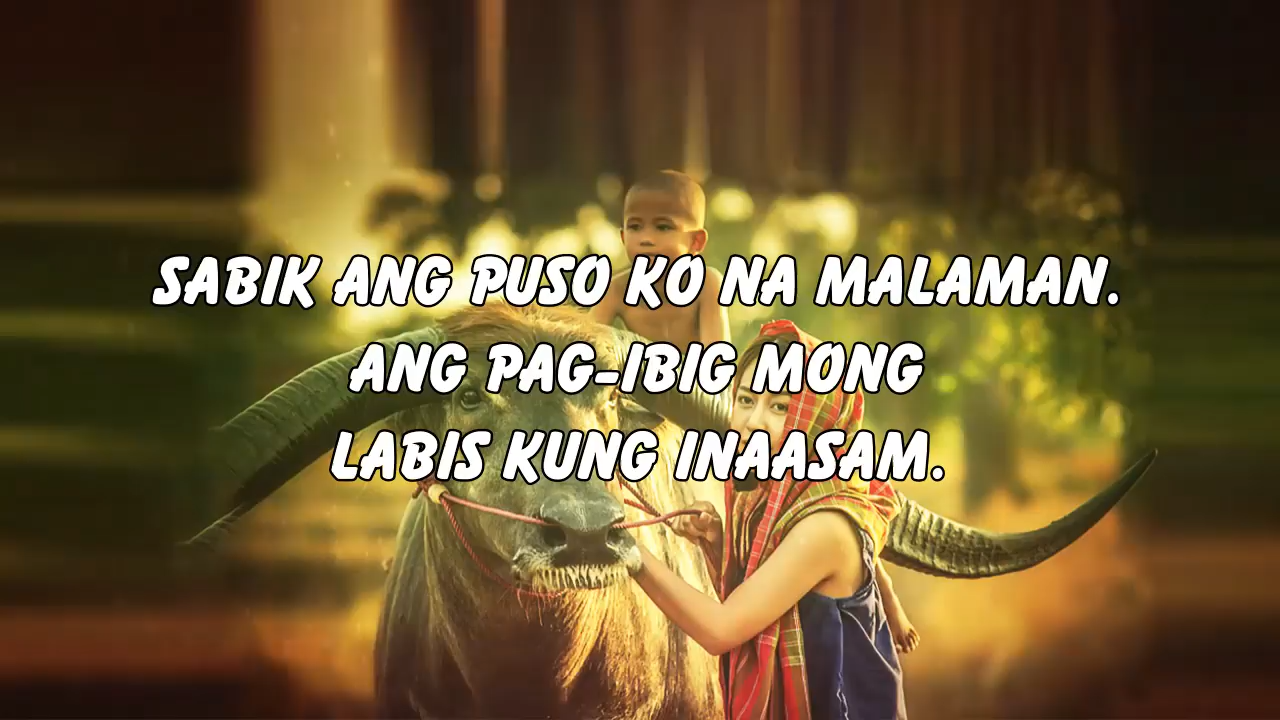 SABIK ANG PUSO KO NA MALAMAN.
ANG PAG-IBIG MONG
LABIS KUNG INAASAM.